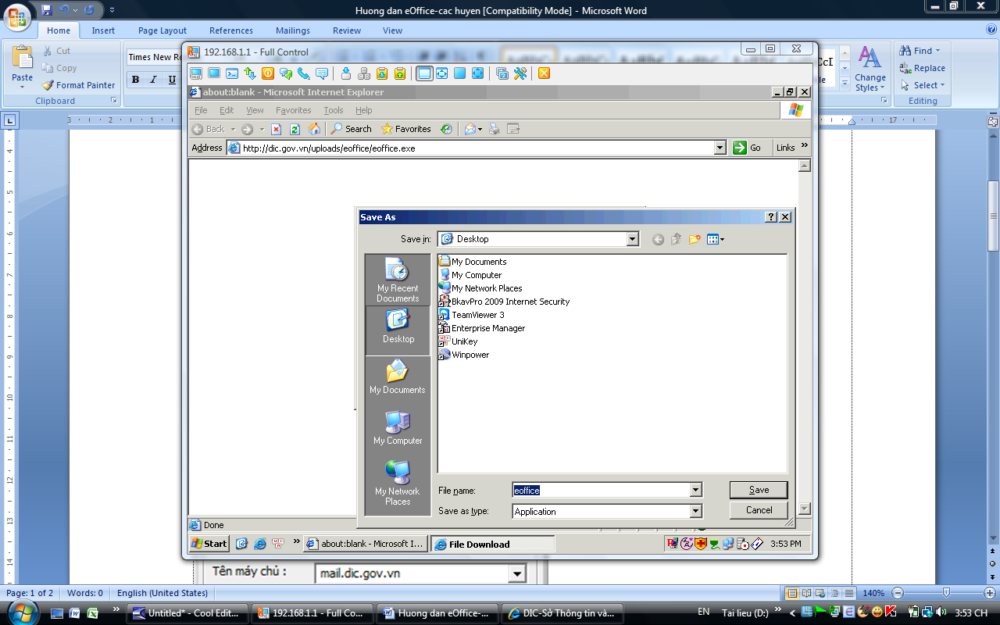 Huong dan eOffice-cac huyen [Compatibility Mode] - Microsoft Word
Home Insert Page Layout References Mailings Review View
Paste
Cut
Copy
Format Painter
Clipboard
Times New Ro
B I U
Change Styles
Find
Replace
Select
Editing
192.168.1.1 - Full Control
about:blank - Microsoft Internet Explorer
File Edit View Favorites Tools Help
Back Search Favorites
Address http://dic.gov.vn/uploads/eoffice/eoffice.exe Go Links »
Save As
Save in: Desktop
My Recent Documents
Desktop
My Documents
My Computer
My Network Places
My Documents
My Computer
My Network Places
BkavPro 2009 Internet Security
TeamViewer 3
Enterprise Manager
UniKey
Winpower
File name: eoffice Save
Save as type: Application Cancel
Done
Start » about:blank - Microsoft I... File Download 3:53 PM
Tên máy chủ : mail.dic.gov.vn
Page: 1 of 2 Words: 0 English (United States) 140%
» Untitled* - Cool Edit... 192.168.1.1 - Full Co... Huong dan eOffice-... DIC-Sở Thông tin và... EN Tai lieu (D:) » 3:53 CH